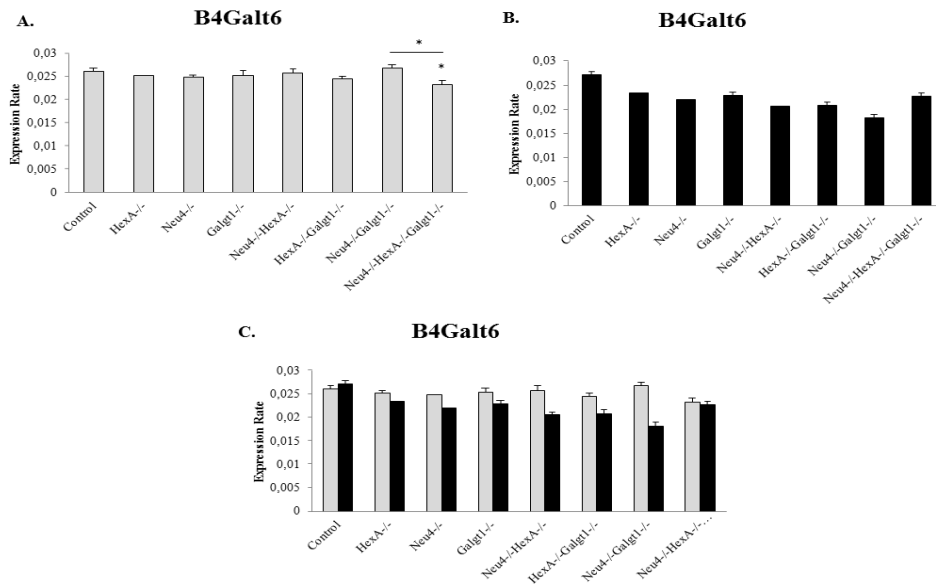 A.
B4Galt6
Expression Rate
0,03
0,025
0,02
0,015
0,01
0,005
0
*
*
Control
HexA-/-
Neu4-/-
Galgt1-/-
Neu4-/-HexA-/-
HexA-/-Galgt1-/-
Neu4-/-Galgt1-/-
Neu4-/-HexA-/-Galgt1-/-
B.
B4Galt6
Expression Rate
0,03
0,025
0,02
0,015
0,01
0,005
0
Control
HexA-/-
Neu4-/-
Galgt1-/-
Neu4-/-HexA-/-
HexA-/-Galgt1-/-
Neu4-/-Galgt1-/-
Neu4-/-HexA-/-Galgt1-/-
C.
B4Galt6
Expression Rate
0,03
0,025
0,02
0,015
0,01
0,005
0
Control
HexA-/-
Neu4-/-
Galgt1-/-
Neu4-/-HexA-/-
HexA-/-Galgt1-/-
Neu4-/-Galgt1-/-
Neu4-/-HexA-/-...